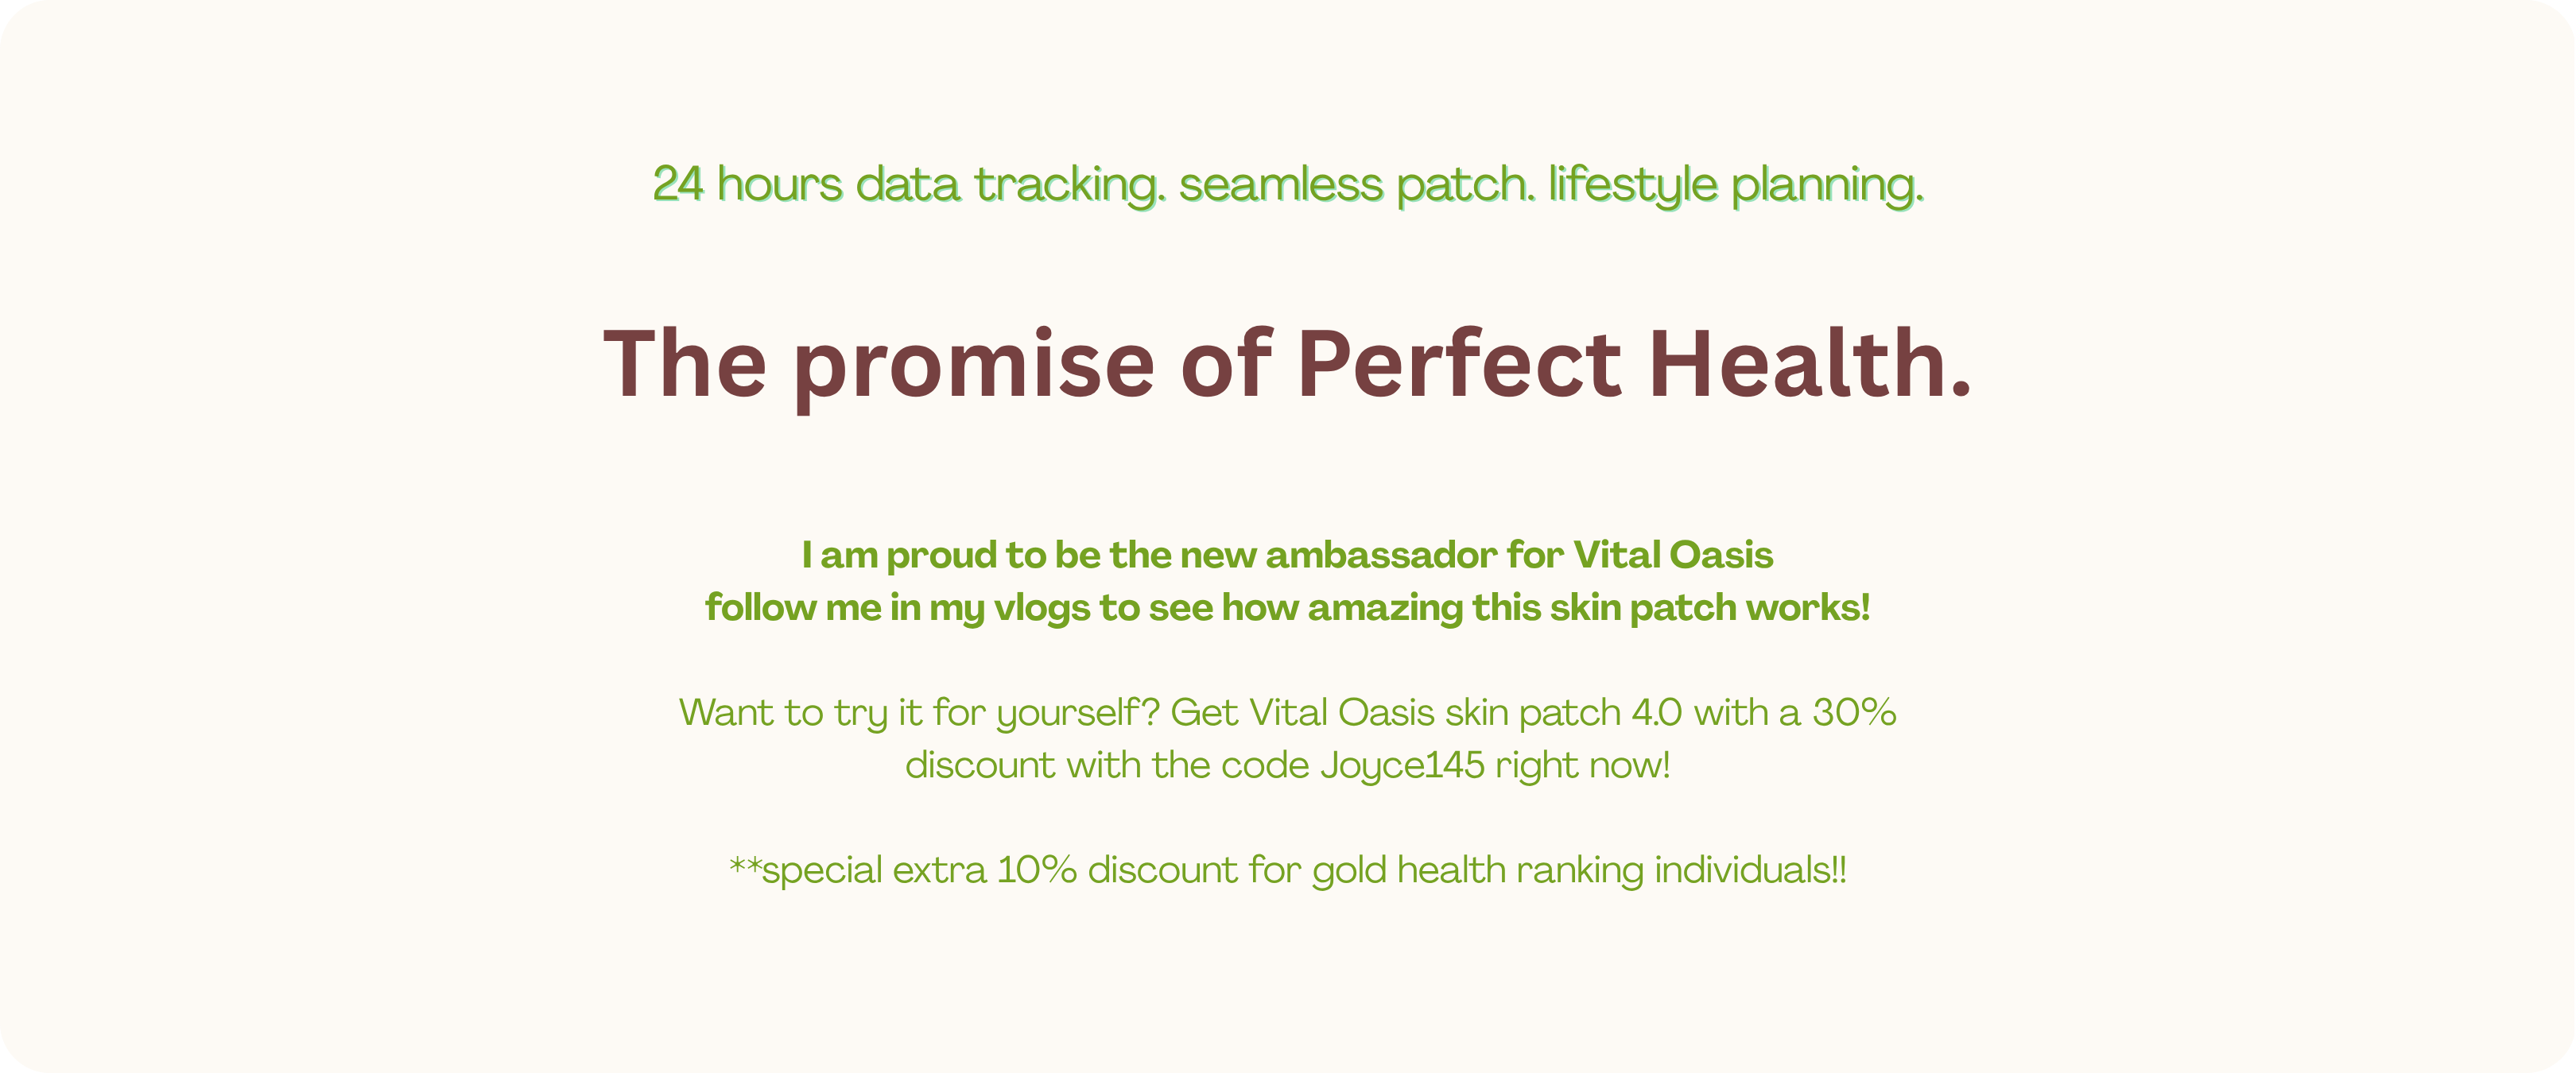 24 hours data tracking. seamless patch. lifestyle planning.
The promise of Perfect Health.
I am proud to be the new ambassador for Vital Oasis
follow me in my vlogs to see how amazing this skin patch works!
Want to try it for yourself? Get Vital Oasis skin patch 4.0 with a 30%
discount with the code Joyce145 right now!
**special extra 10% discount for gold health ranking individuals!!